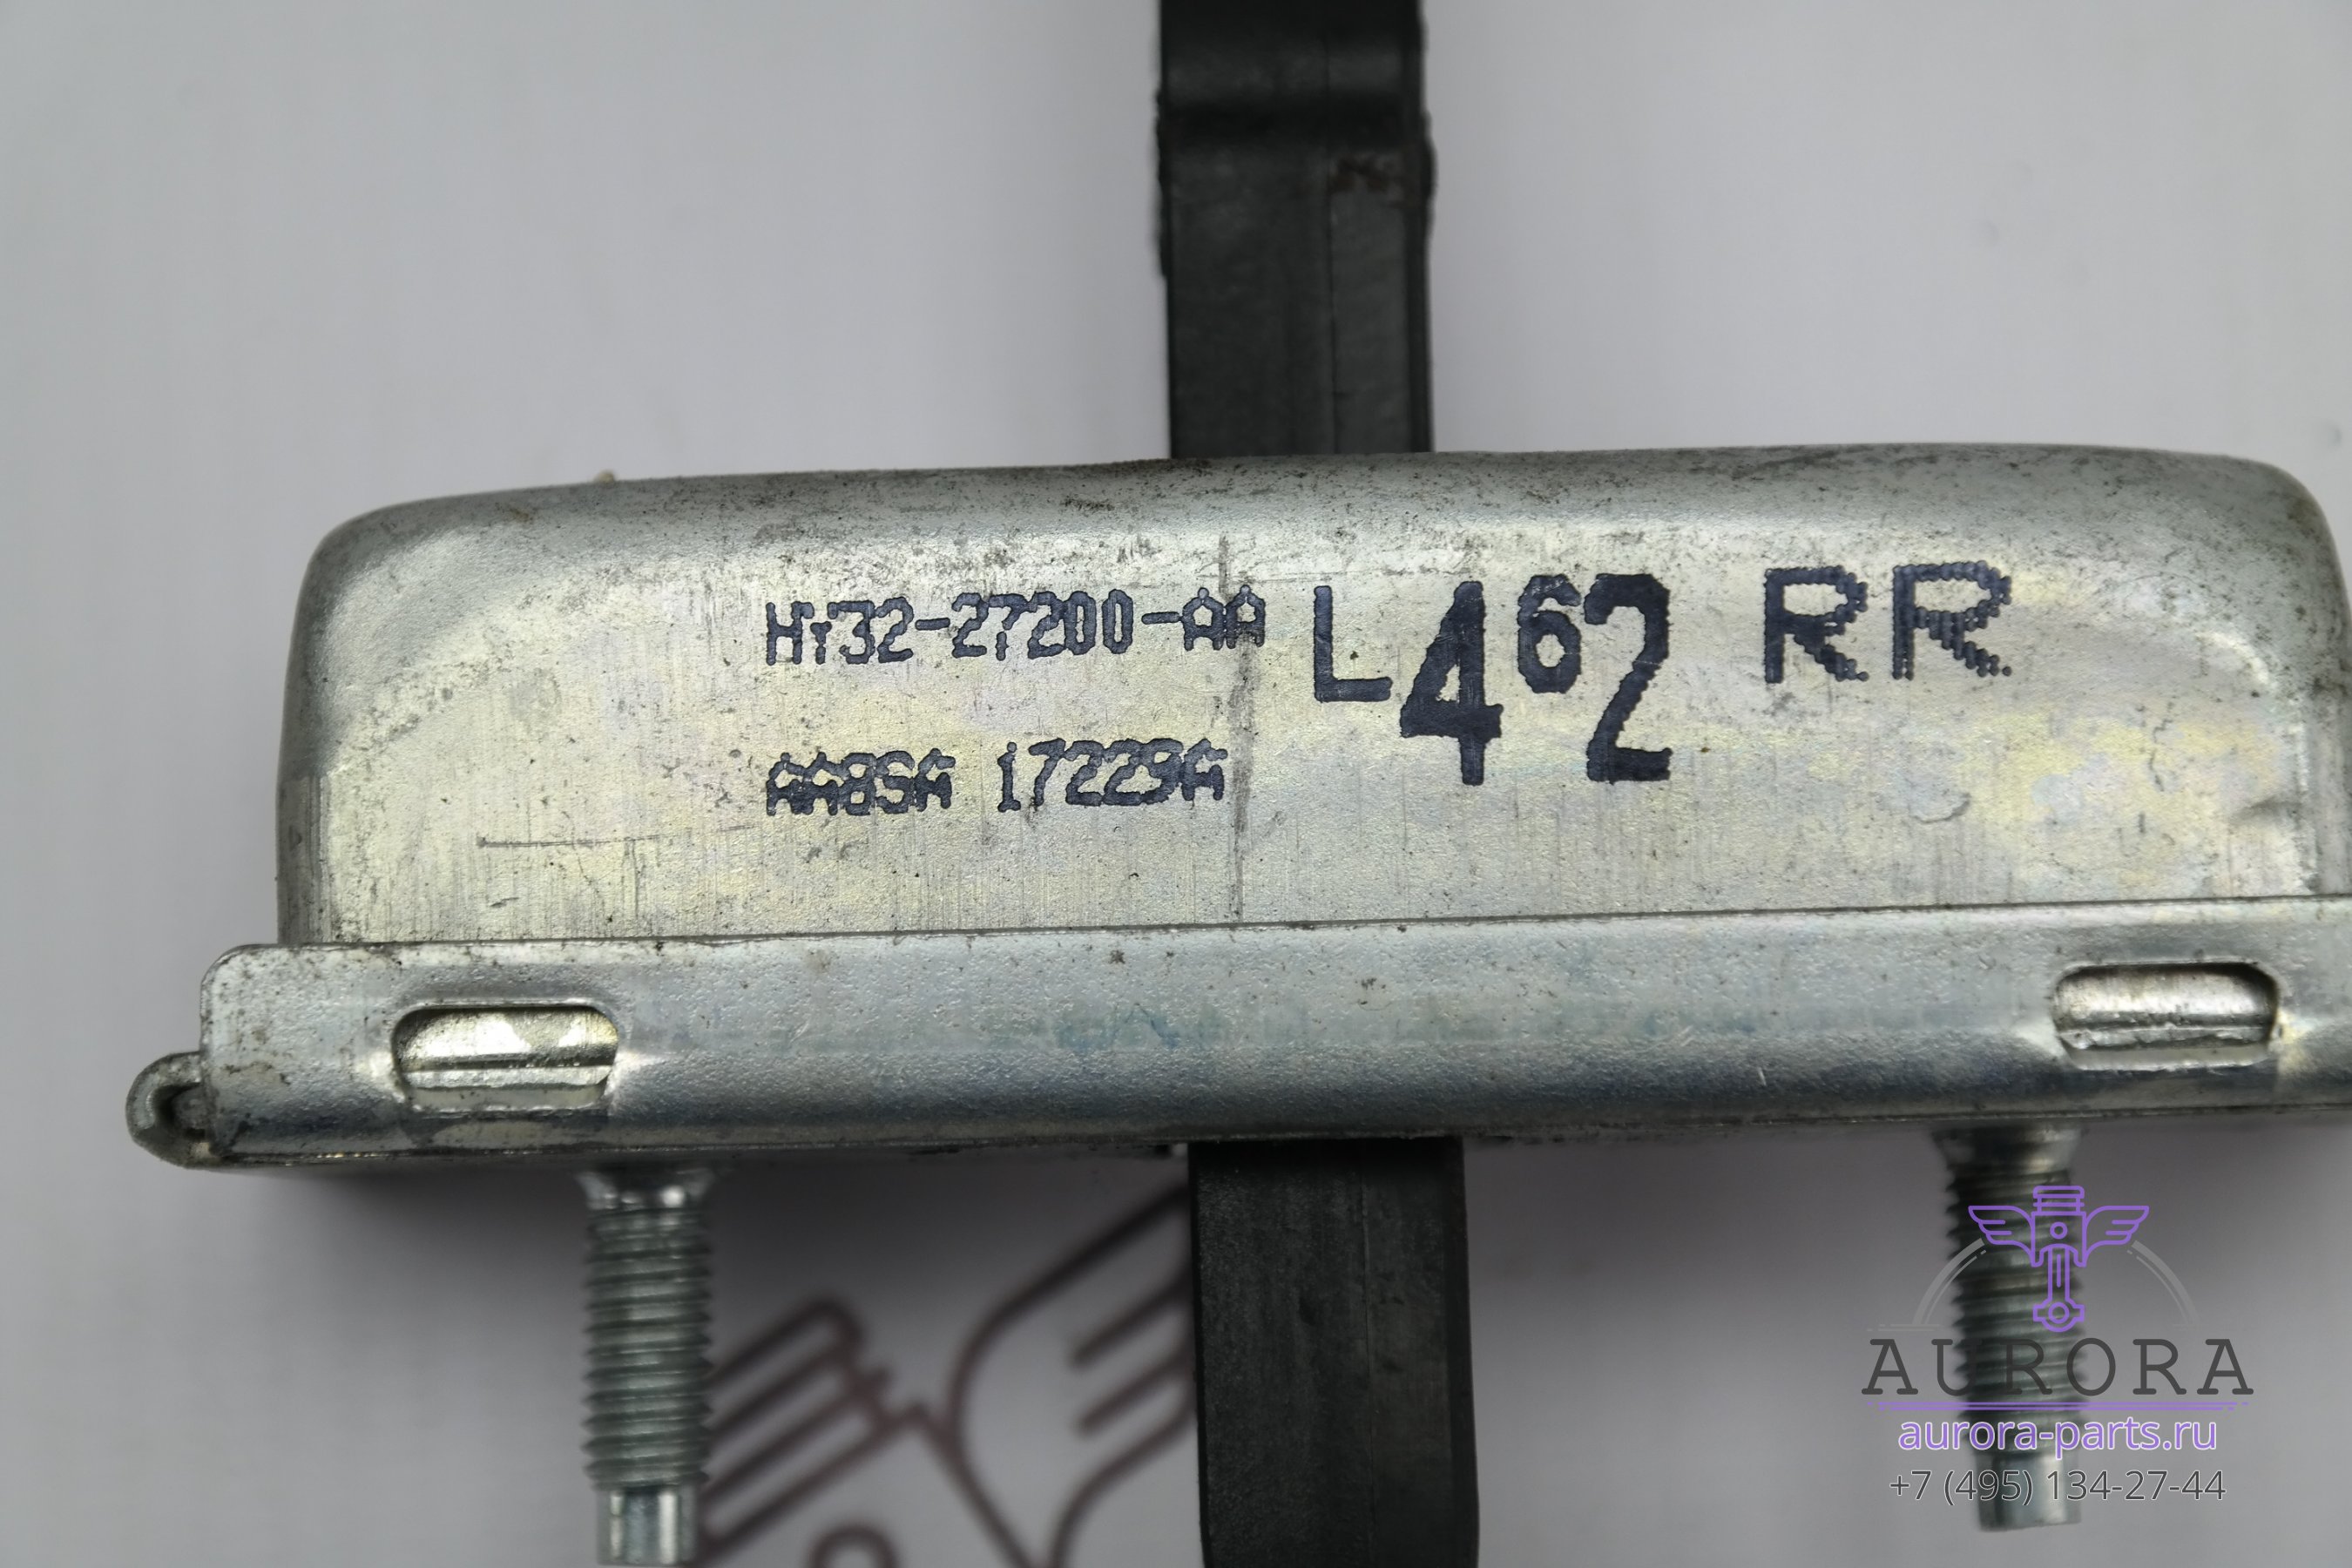 HY32-27200-AA L462 RR
AA8SA 17229A
AURORA
aurora-parts.ru
+7 (495) 134-27-44